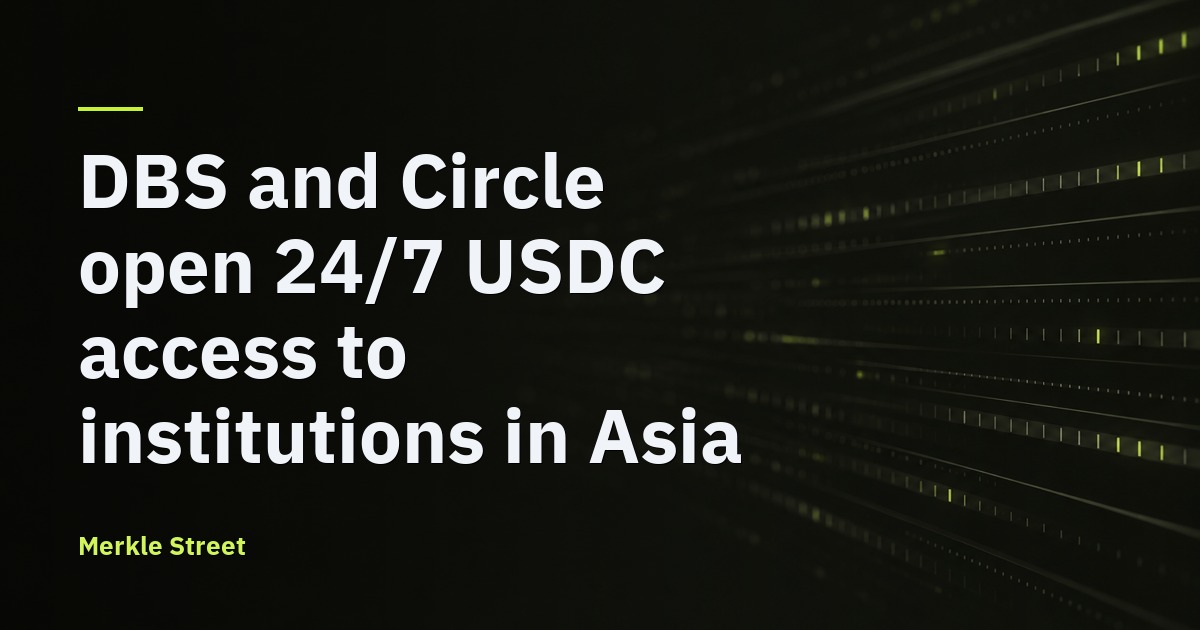 DBS and Circle
open 24/7 USDC
access to
institutions in Asia
Merkle Street